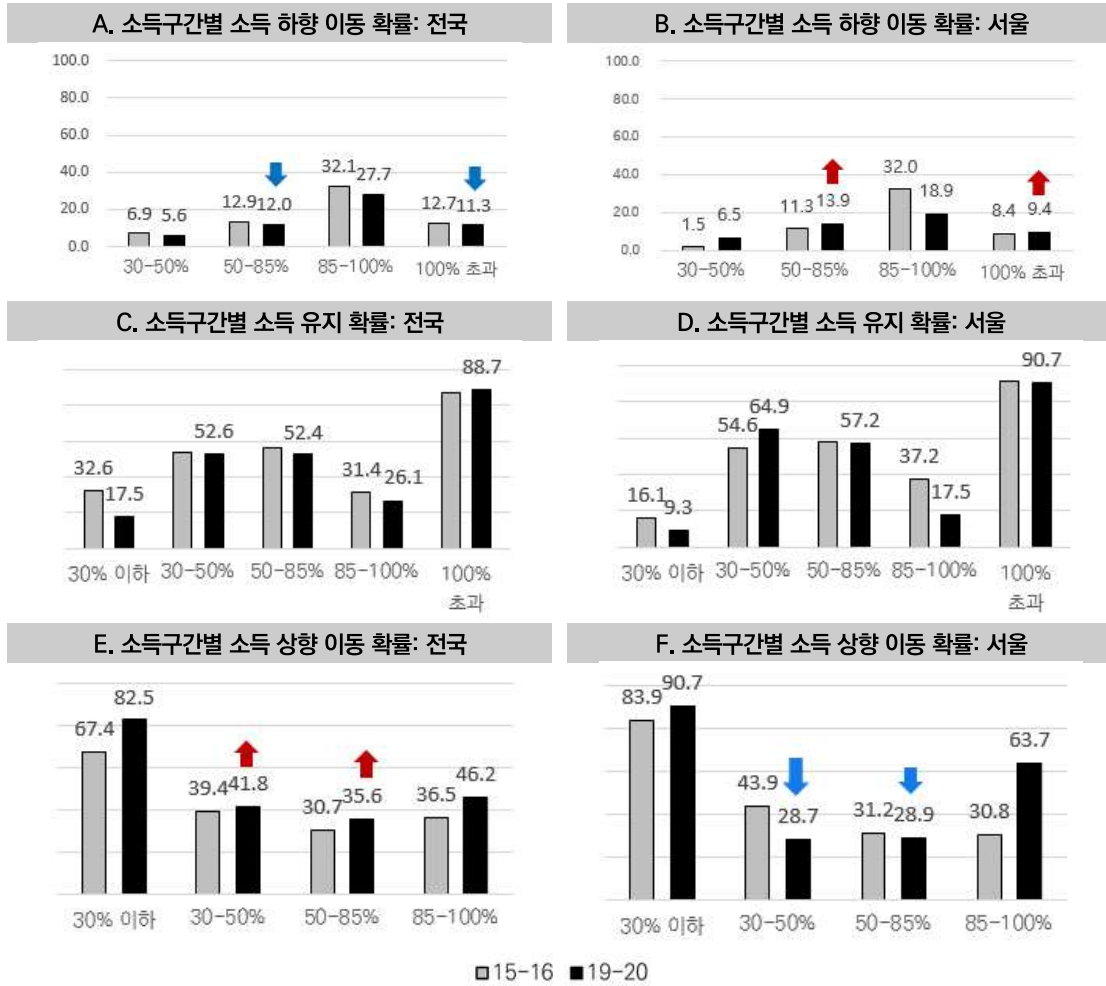 A. 소득구간별 소득 하향 이동 확률: 전국
100.0
80.0
60.0
40.0
20.0
0.0
6.9 5.6 12.9 12.0 32.1 27.7 12.7 11.3
30-50% 50-85% 85-100% 100% 초과
B. 소득구간별 소득 하향 이동 확률: 서울
100.0
80.0
60.0
40.0
20.0
0.0
1.5 6.5 11.3 13.9 32.0 18.9 8.4 9.4
30-50% 50-85% 85-100% 100% 초과
C. 소득구간별 소득 유지 확률: 전국
32.6 17.5 52.6 52.4 31.4 26.1 88.7
30% 이하 30-50% 50-85% 85-100% 100%
초과
D. 소득구간별 소득 유지 확률: 서울
16.1 9.3 54.6 64.9 57.2 37.2 17.5 90.7
30% 이하 30-50% 50-85% 85-100% 100%
초과
E. 소득구간별 소득 상향 이동 확률: 전국
67.4 82.5 39.4 41.8 30.7 35.6 36.5 46.2
30% 이하 30-50% 50-85% 85-100%
F. 소득구간별 소득 상향 이동 확률: 서울
83.9 90.7 43.9 28.7 31.2 28.9 30.8 63.7
30% 이하 30-50% 50-85% 85-100%
15-16 19-20